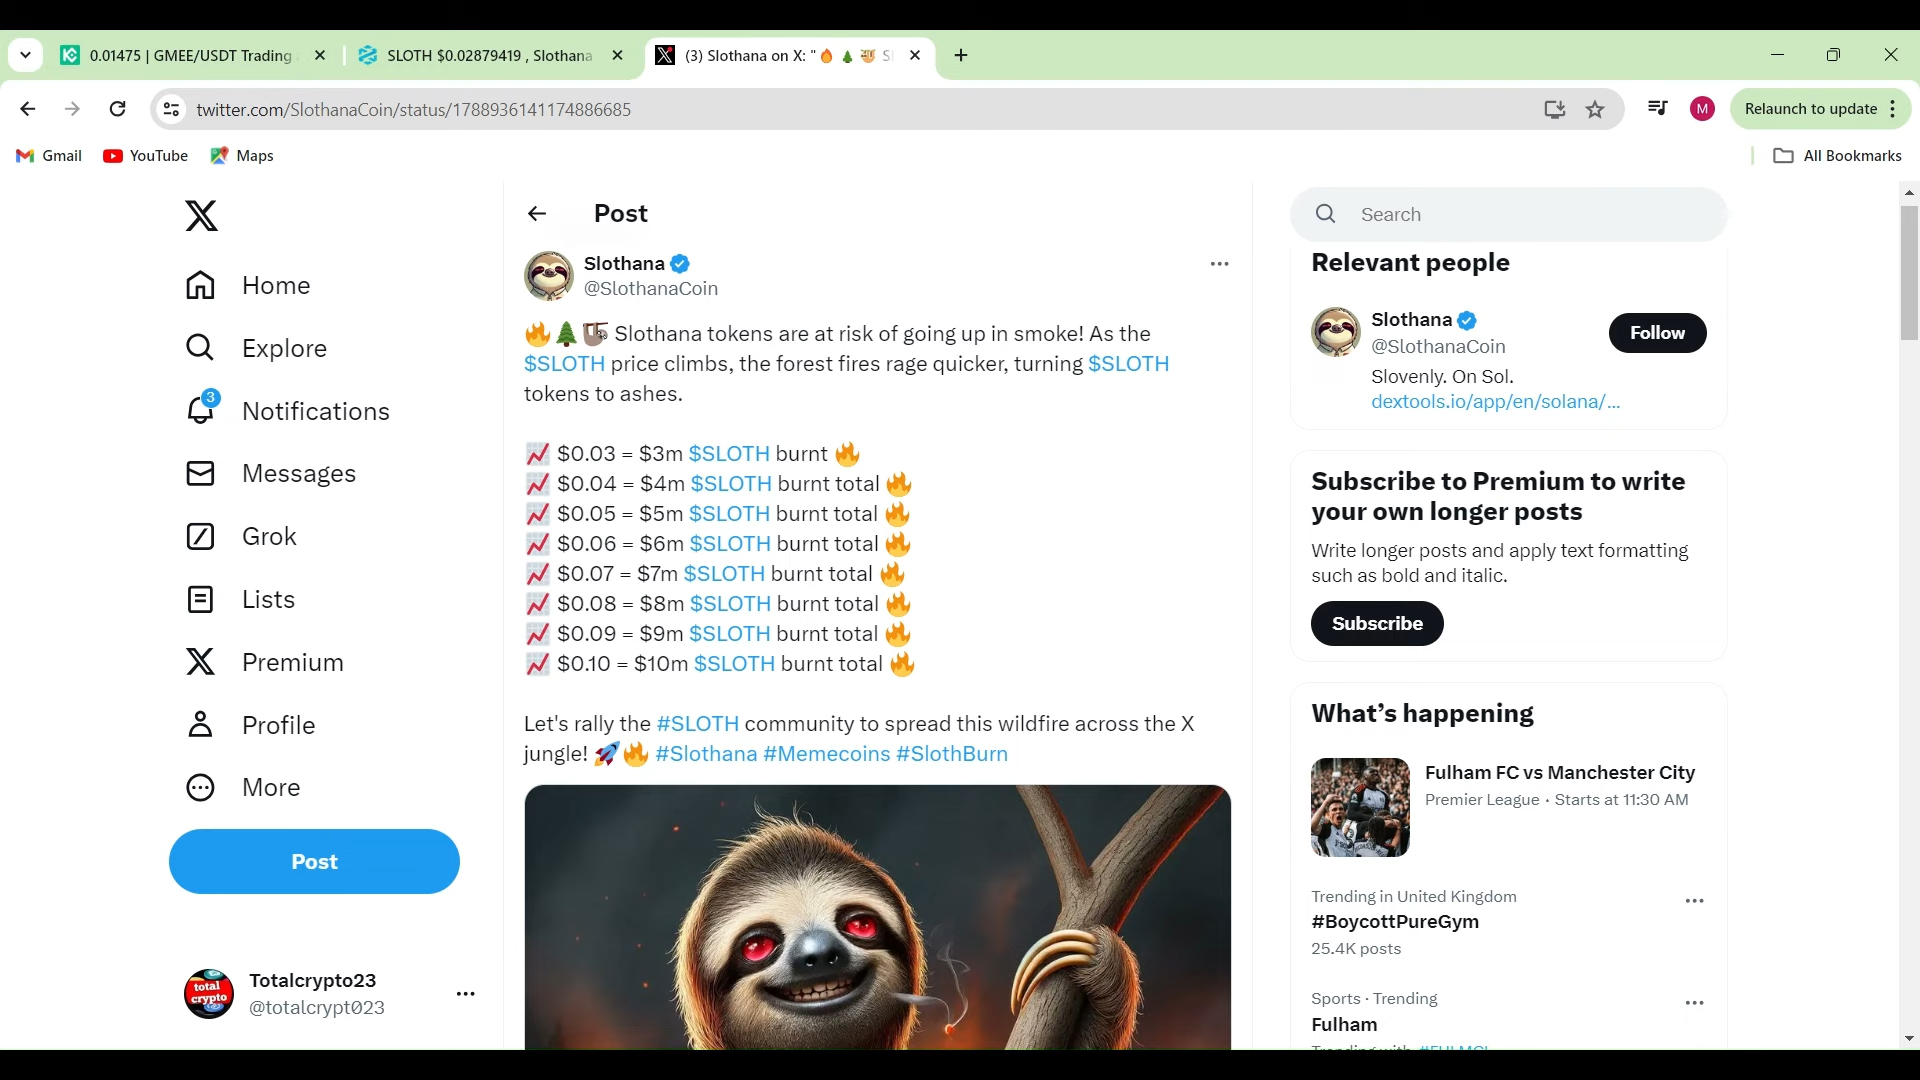 0.01475 | GMEE/USDT Trading
SLOTH $0.02879419 , Slothana
(3) Slothana on X: "🔥🌲🦥 Sl
twitter.com/SlothanaCoin/status/1788936141174886685
M
Relaunch to update
Gmail
YouTube
Maps
All Bookmarks
Home
Explore
3
Notifications
Messages
Grok
Lists
Premium
Profile
More
Post
total
crypto
Totalcrypto23
@totalcrypt023
Post
Slothana
@SlothanaCoin
🔥🌲🦥 Slothana tokens are at risk of going up in smoke! As the
$SLOTH price climbs, the forest fires rage quicker, turning $SLOTH
tokens to ashes.
📈 $0.03 = $3m $SLOTH burnt 🔥
📈 $0.04 = $4m $SLOTH burnt total 🔥
📈 $0.05 = $5m $SLOTH burnt total 🔥
📈 $0.06 = $6m $SLOTH burnt total 🔥
📈 $0.07 = $7m $SLOTH burnt total 🔥
📈 $0.08 = $8m $SLOTH burnt total 🔥
📈 $0.09 = $9m $SLOTH burnt total 🔥
📈 $0.10 = $10m $SLOTH burnt total 🔥
Let's rally the #SLOTH community to spread this wildfire across the X
jungle! 🚀🔥 #Slothana #Memecoins #SlothBurn
Search
Relevant people
Slothana
@SlothanaCoin
Follow
Slovenly. On Sol.
dextools.io/app/en/solana/...
Subscribe to Premium to write
your own longer posts
Write longer posts and apply text formatting
such as bold and italic.
Subscribe
What's happening
Fulham FC vs Manchester City
Premier League · Starts at 11:30 AM
Trending in United Kingdom
#BoycottPureGym
25.4K posts
Sports · Trending
Fulham
Trending with #FULMCI